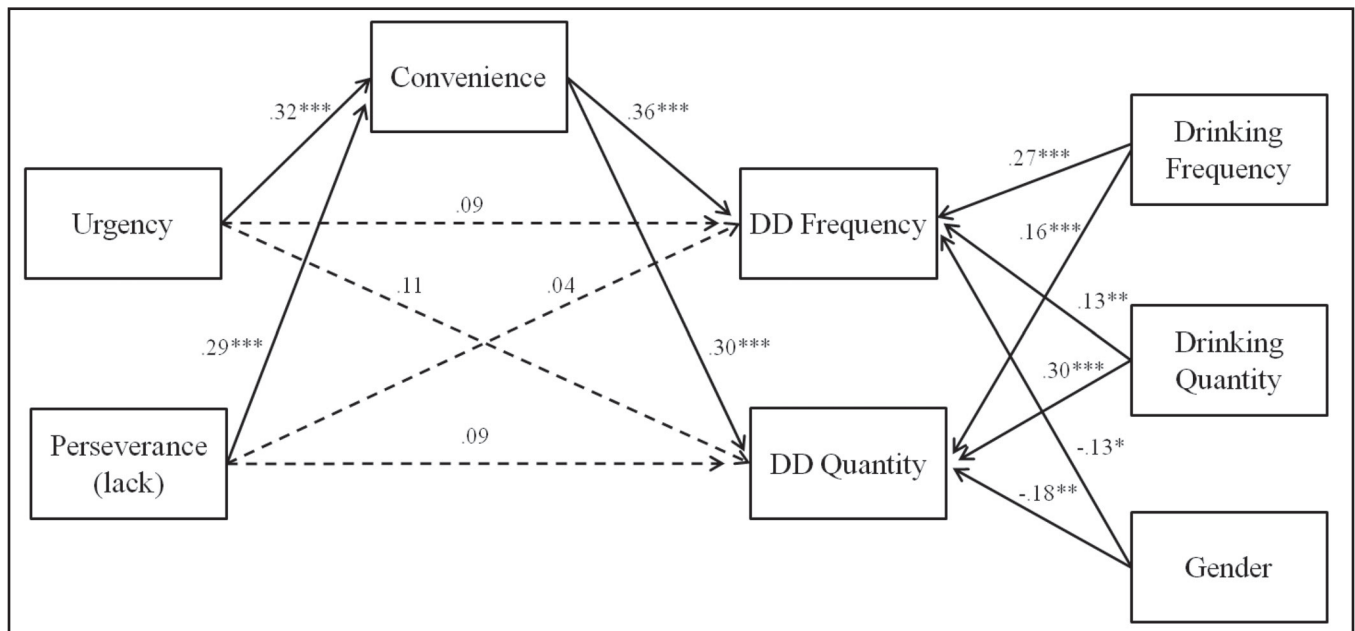 Convenience
.32***
.36***
Drinking
Frequency
.27***
Urgency
.09
DD Frequency
.16***
.11
.04
.13**
.29***
.30***
Drinking
Quantity
.30***
Perseverance
(lack)
.09
DD Quantity
-.13*
-.18**
Gender